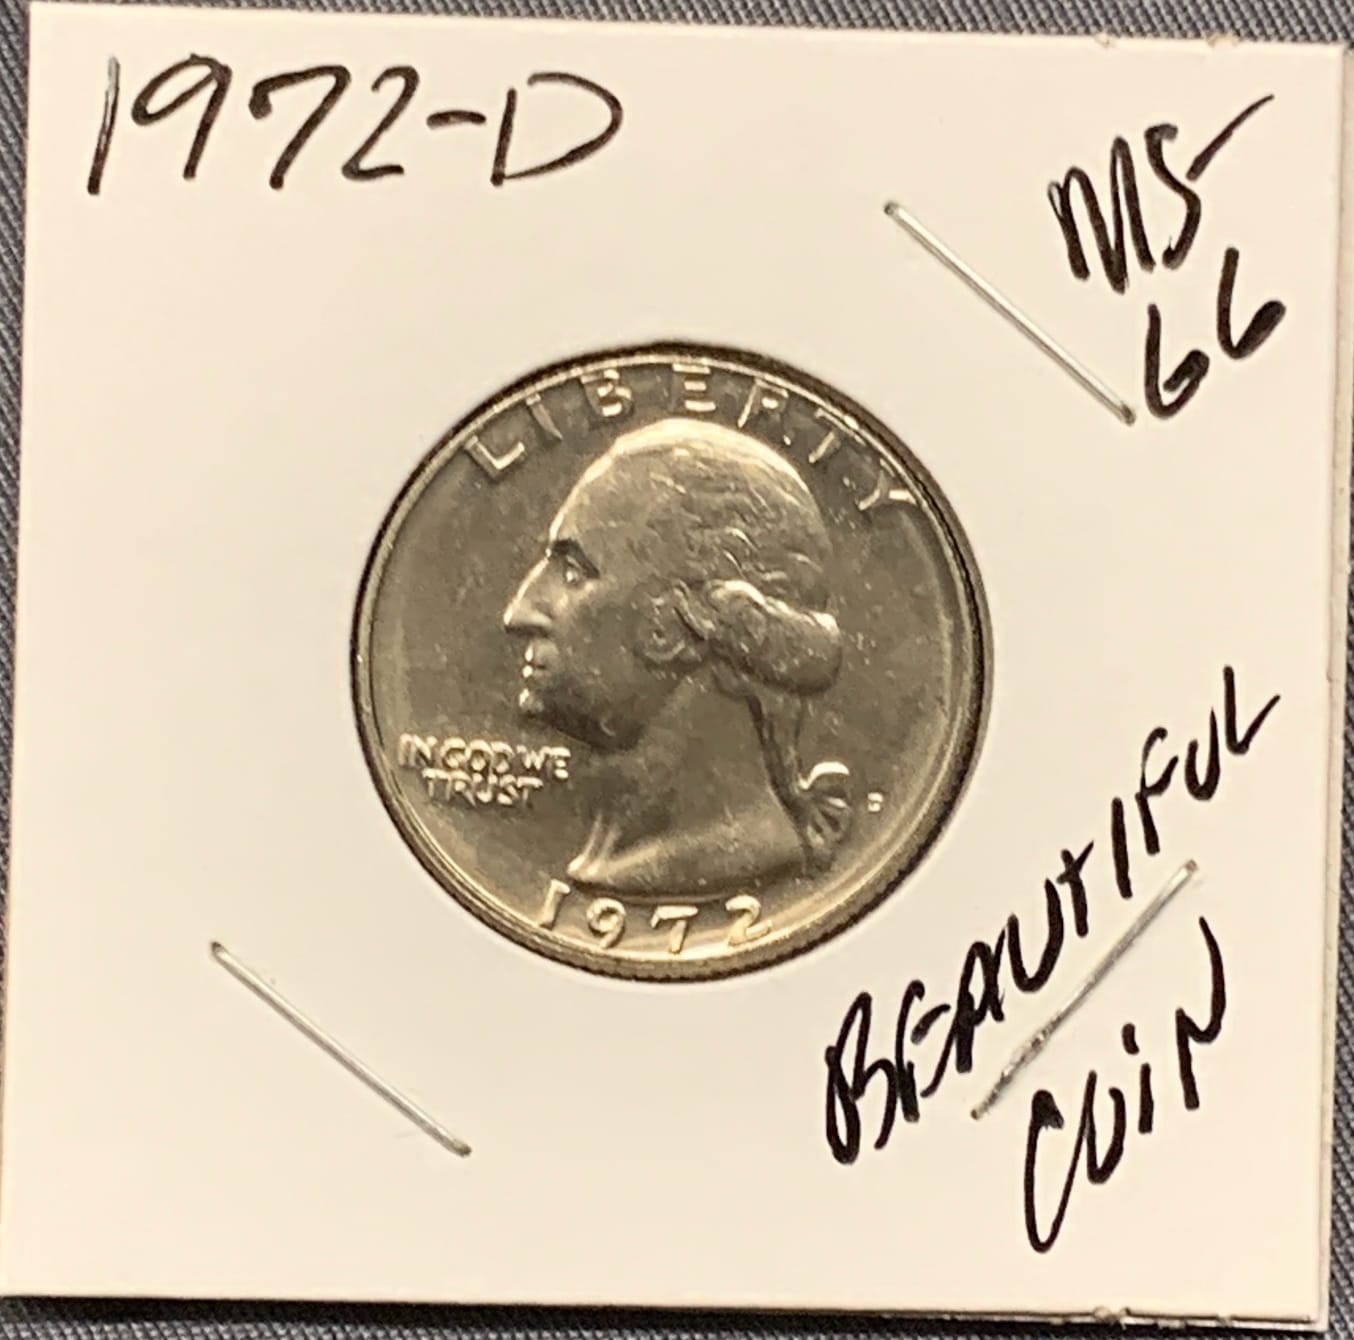 1972-D
MS-
66
LIBERTY
IN GOD WE
TRUST
D
1972
BEAUTIFUL
COIN